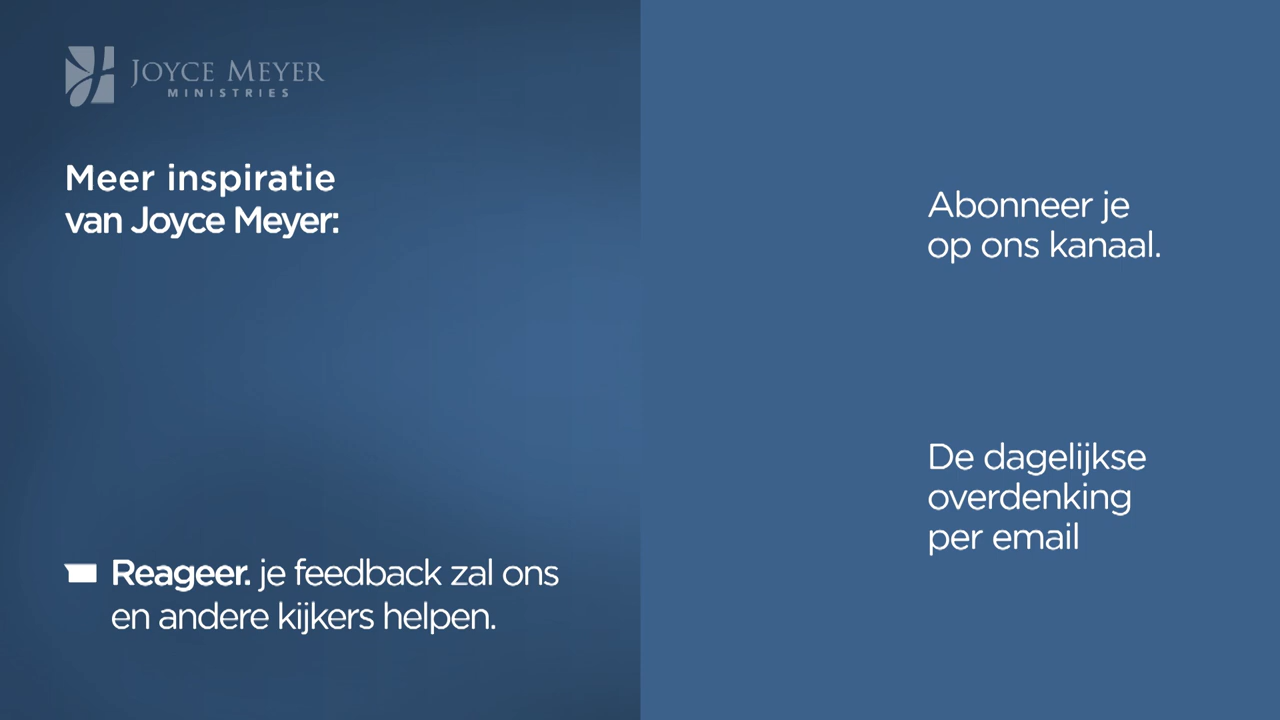 JOYCE MEYER
MINISTRIES
Meer inspiratie
van Joyce Meyer:
Reageer. je feedback zal ons
en andere kijkers helpen.
Abonneer je
op ons kanaal.
De dagelijkse
overdenking
per email